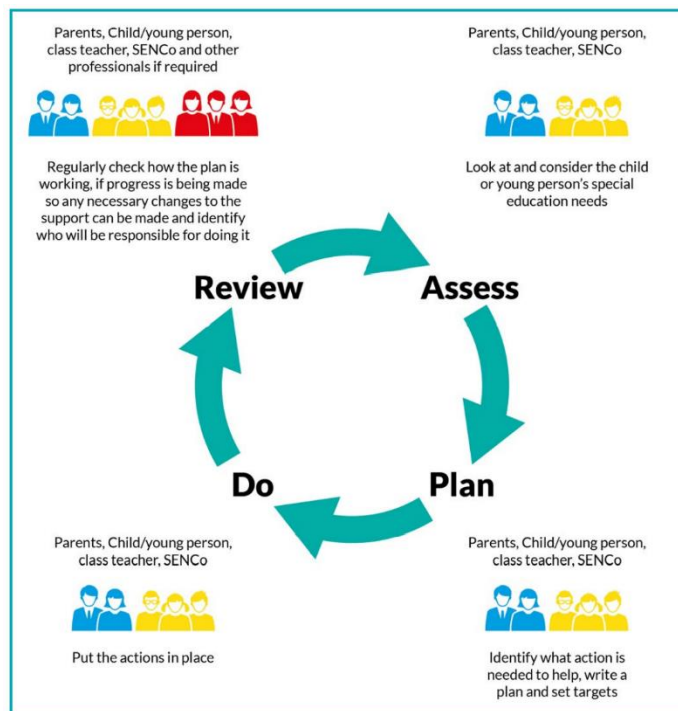 Parents, Child/young person,
class teacher, SENCo and other
professionals if required
Regularly check how the plan is
working, if progress is being made
so any necessary changes to the
support can be made and identify
who will be responsible for doing it
Parents, Child/young person,
class teacher, SENCo
Look at and consider the child
or young person's special
education needs
Review
Assess
Do
Plan
Parents, Child/young person,
class teacher, SENCo
Put the actions in place
Parents, Child/young person,
class teacher, SENCo
Identify what action is
needed to help, write a
plan and set targets